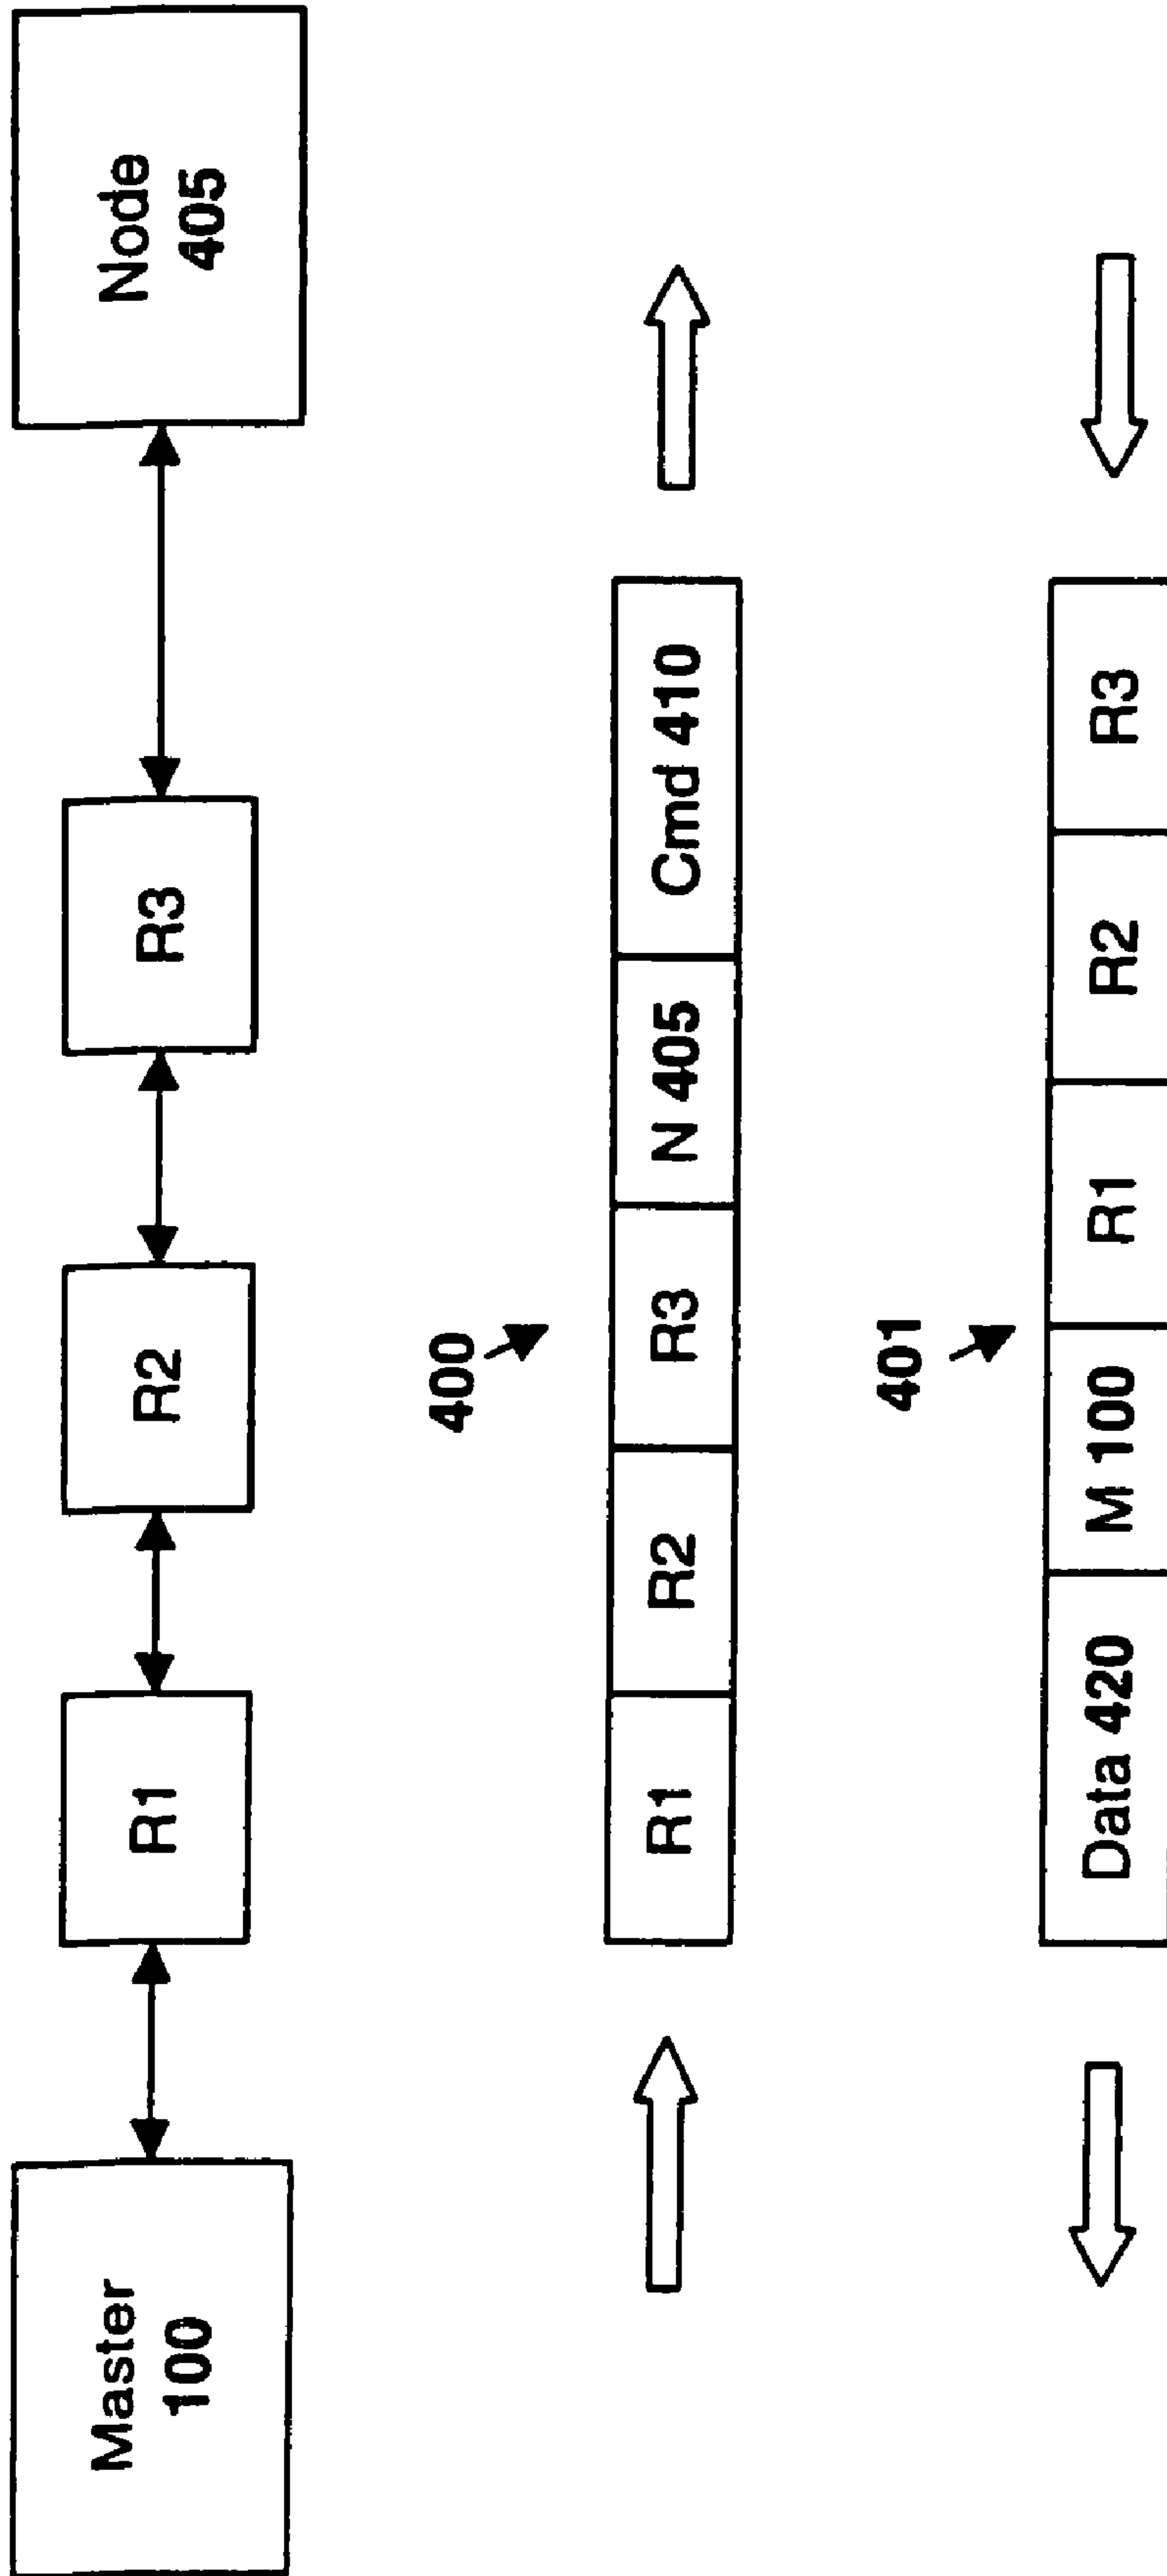 Master
100
R1
R2
R3
Node
405
400
R1
R2
R3
N 405
Cmd 410
401
Data 420
M 100
R1
R2
R3